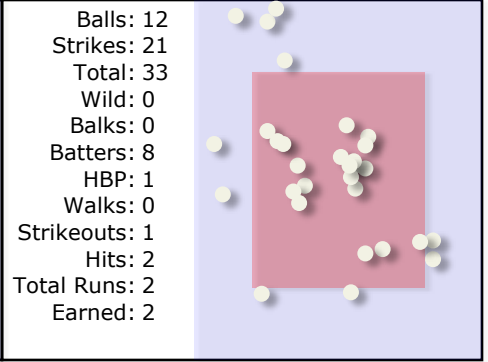 Balls: 12
Strikes: 21
Total: 33
Wild: 0
Balks: 0
Batters: 8
HBP: 1
Walks: 0
Strikeouts: 1
Hits: 2
Total Runs: 2
Earned: 2